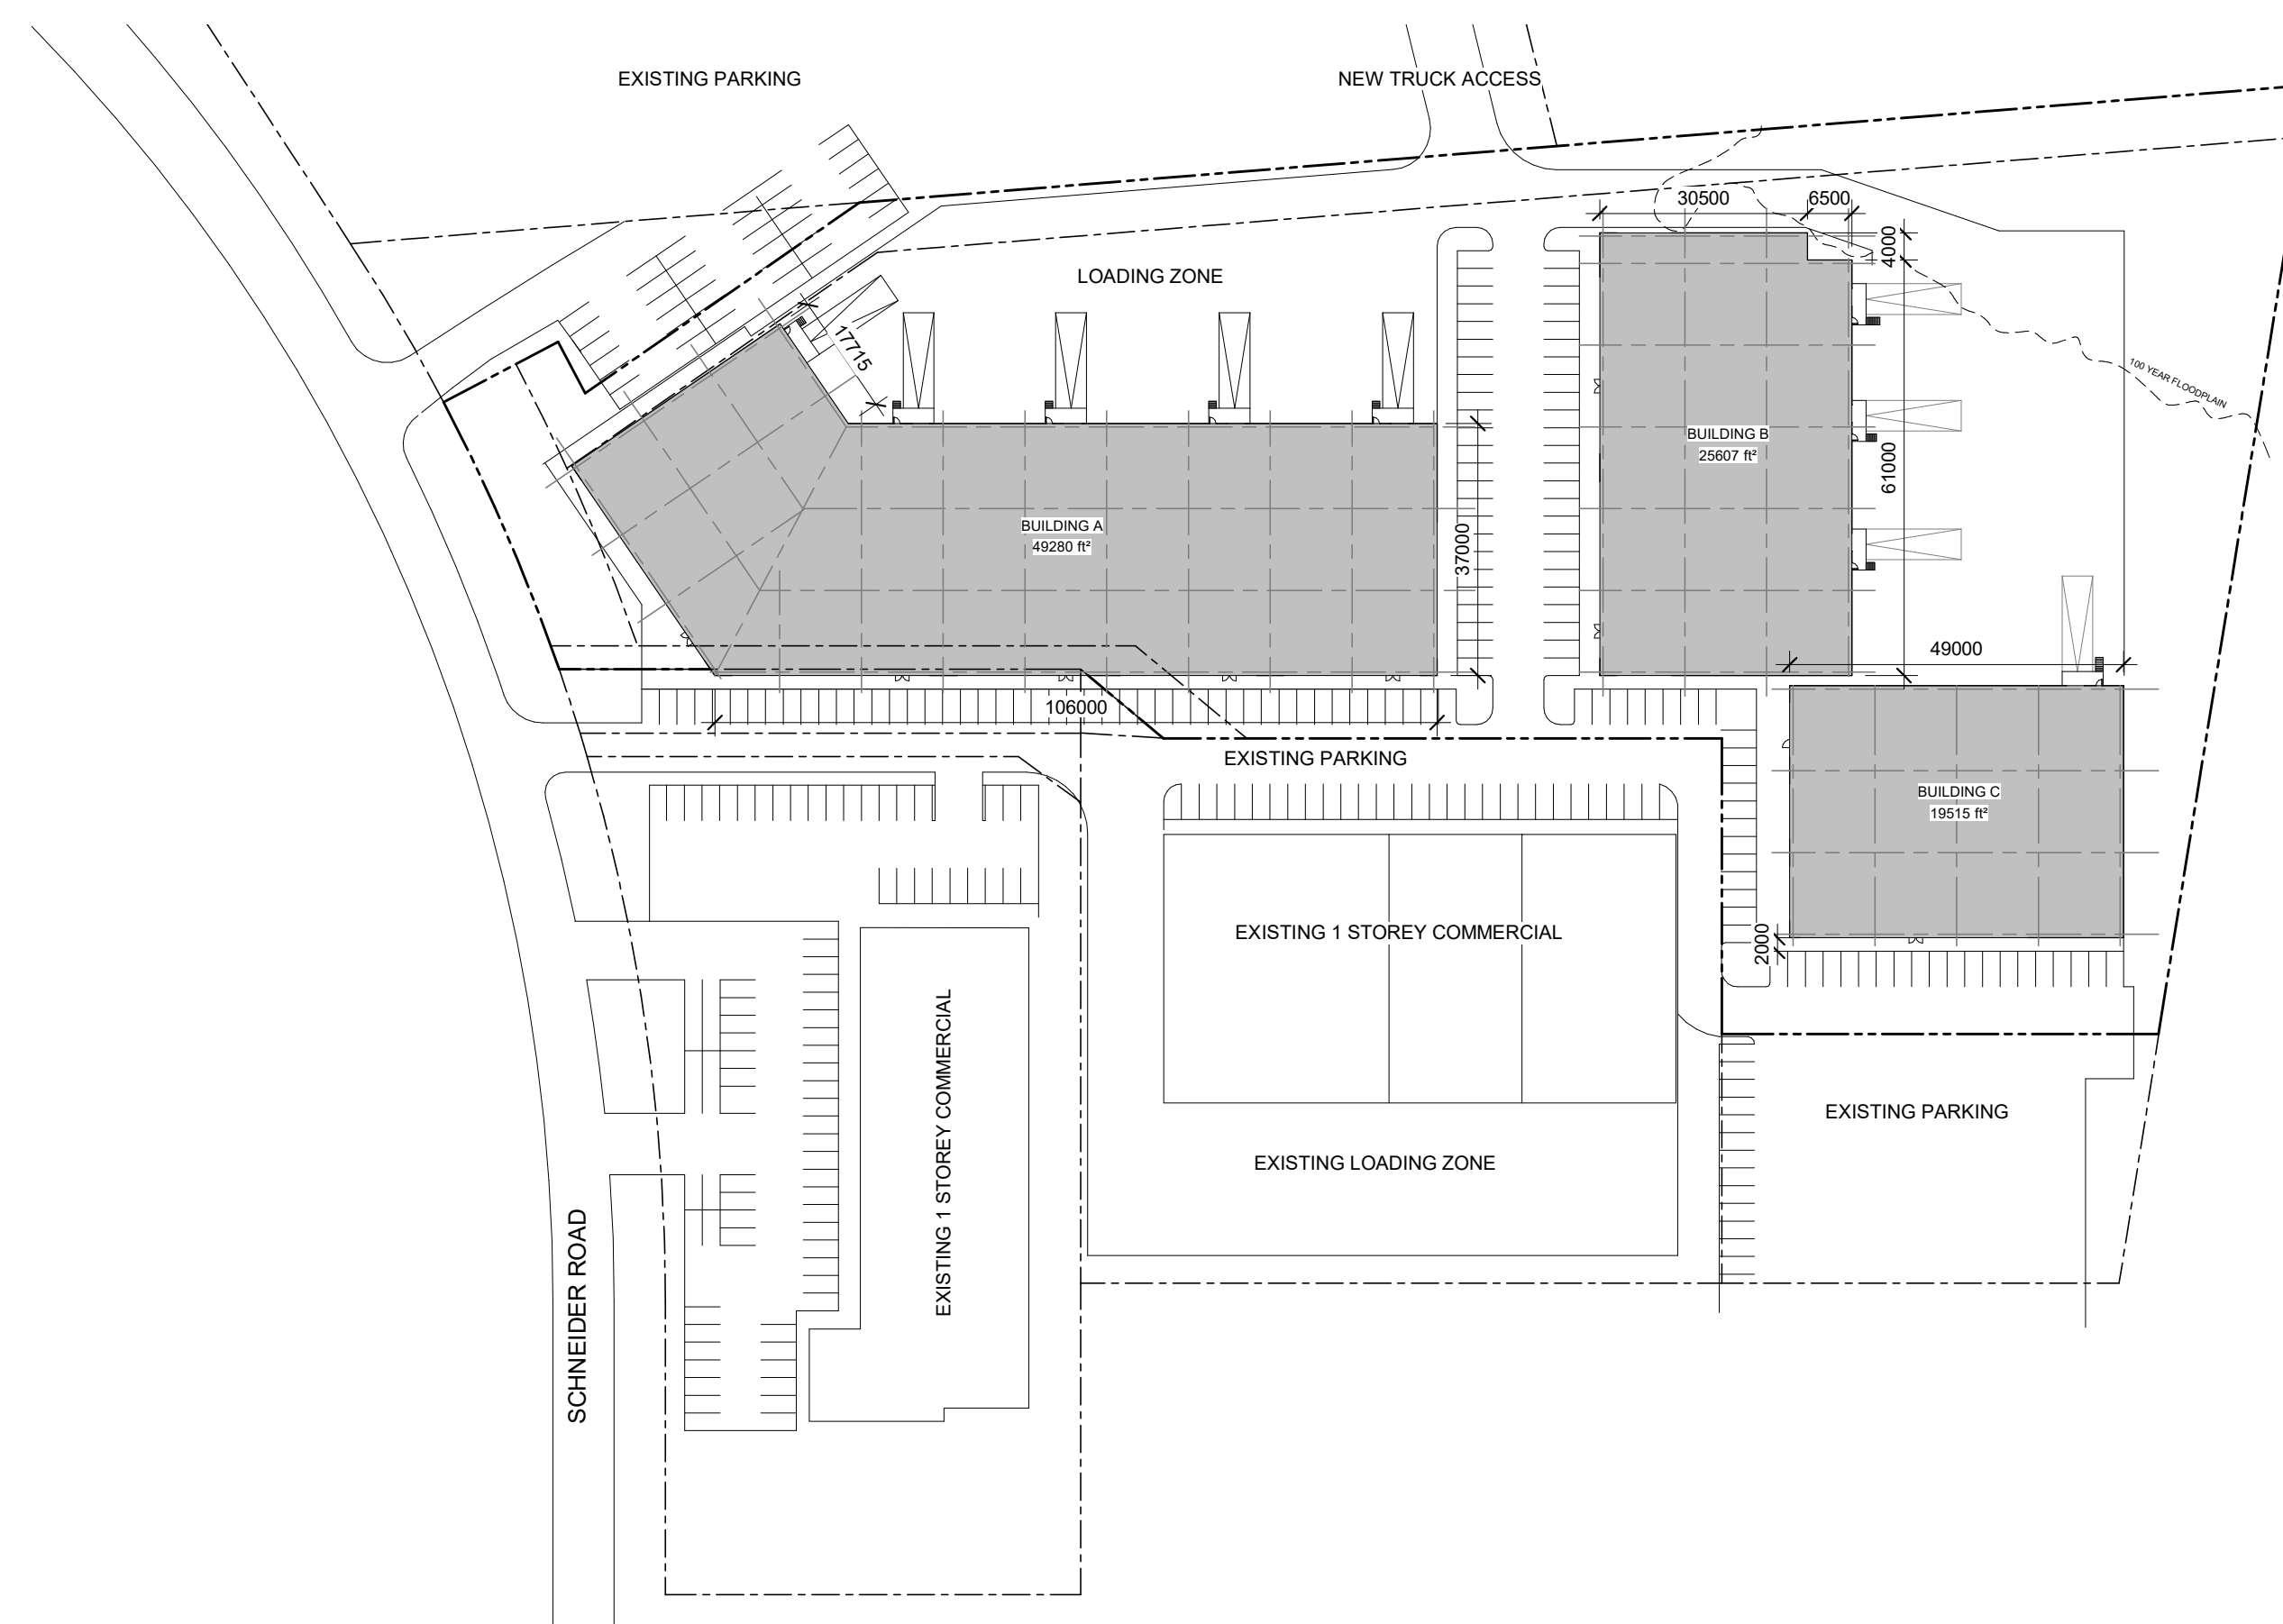 EXISTING PARKING
NEW TRUCK ACCESS
30500
6500
4000
LOADING ZONE
17715
100 YEAR FLOODPLAIN
BUILDING B
25607 ft²
61000
BUILDING A
49280 ft²
37000
49000
106000
EXISTING PARKING
BUILDING C
19515 ft²
EXISTING 1 STOREY COMMERCIAL
2000
EXISTING 1 STOREY COMMERCIAL
EXISTING PARKING
EXISTING LOADING ZONE
SCHNEIDER ROAD